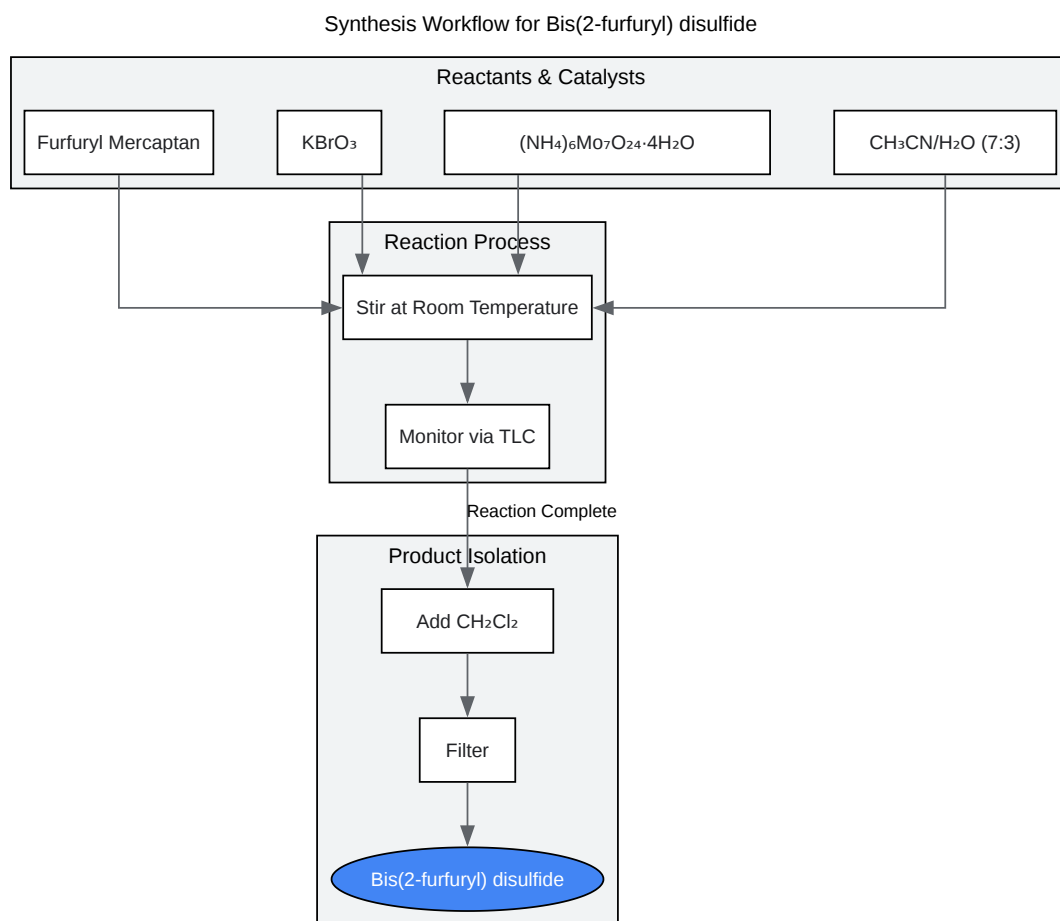 Synthesis Workflow for Bis(2-furfuryl) disulfide
Reactants & Catalysts
Furfuryl Mercaptan
KBrO₃
(NH₄)₆Mo₇O₂₄·4H₂O
CH₃CN/H₂O (7:3)
Reaction Process
Stir at Room Temperature
Monitor via TLC
Reaction Complete
Product Isolation
Add CH₂Cl₂
Filter
Bis(2-furfuryl) disulfide